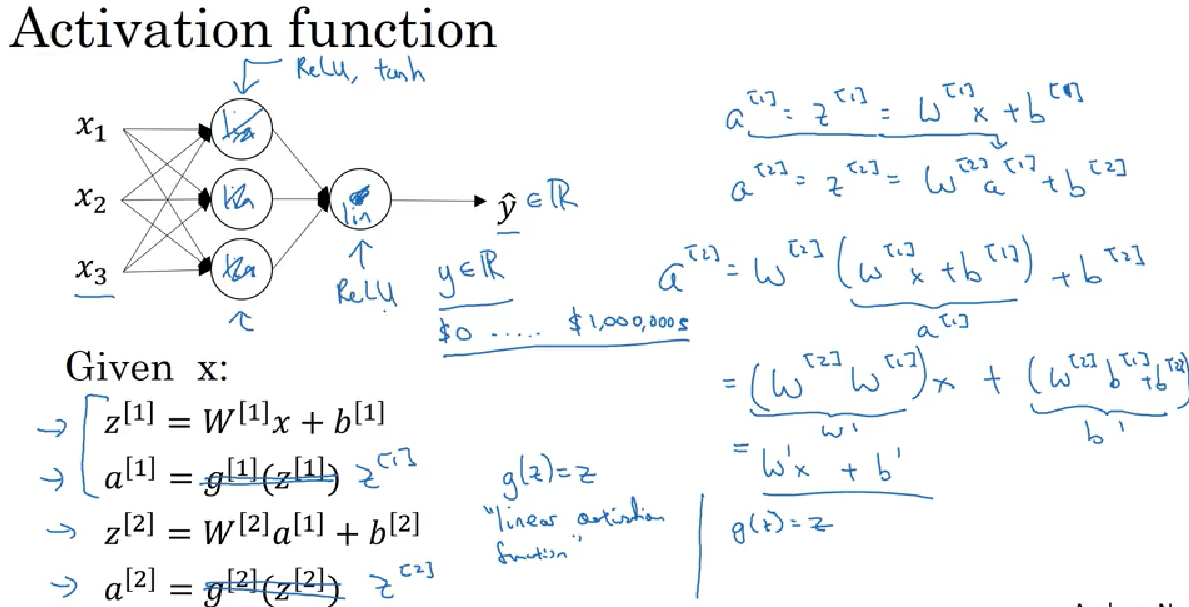 Activation function
ReLU, tanh
x₁
x₂
x₃
lin
ŷ ∈ ℝ
ReLU
y ∈ ℝ
$0 ..... $1,000,000s
Given x:
→ z[1] = W[1]x + b[1]
→ a[1] = g[1](z[1]) z[1]
→ z[2] = W[2]a[1] + b[2]
→ a[2] = g[2](z[2]) z[2]
g(z) = z
"linear activation
function"
a[1] = z[1] = W[1]x + b[1]
a[2] = z[2] = W[2]a[1] + b[2]
a[2] = W[2](W[1]x + b[1]) + b[2]
a[1]
= (W[2]W[1])x + (W[2]b[1] + b[2])
W' b'
= W'x + b'
g(z) = z